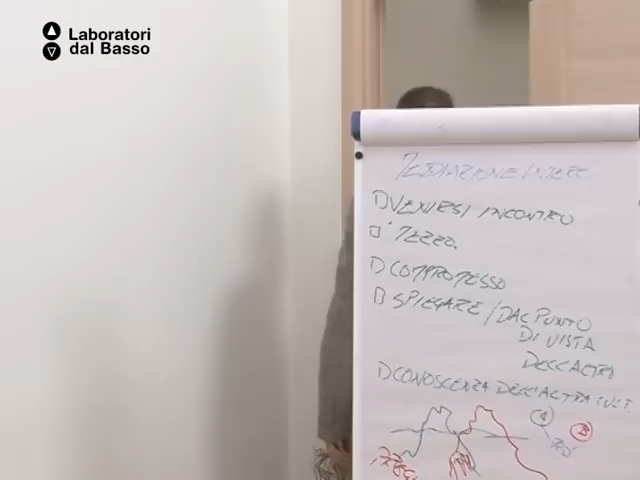 Laboratori
dal Basso
MEDIAZIONE INTERC
VENIRSI INCONTRO
TERZO
COMPROMESSO
SPIEGARE / DAL PUNTO
DI VISTA
DELL'ALTRO
CONOSCENZA DELL'ALTRA CULT.
A
B